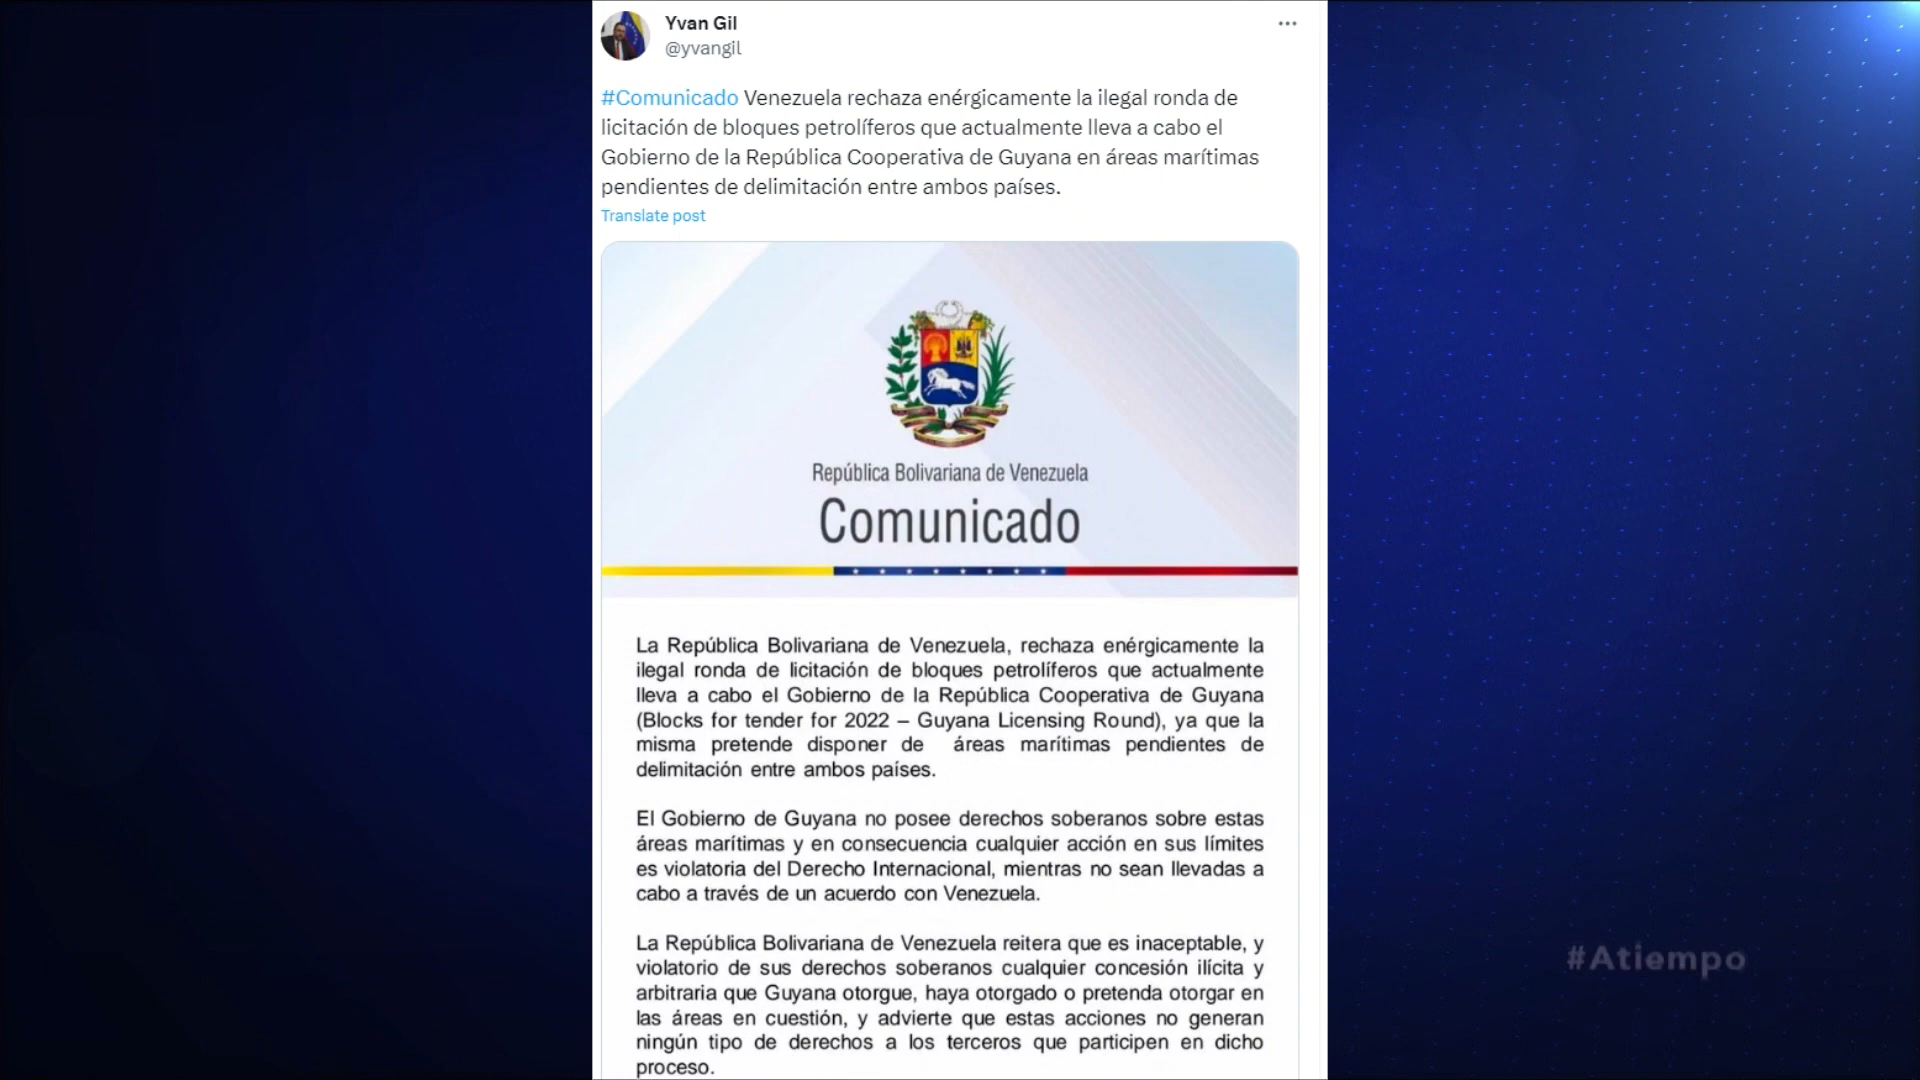 Yvan Gil
@yvangil
#Comunicado Venezuela rechaza enérgicamente la ilegal ronda de
licitación de bloques petrolíferos que actualmente lleva a cabo el
Gobierno de la República Cooperativa de Guyana en áreas marítimas
pendientes de delimitación entre ambos países.
Translate post
República Bolivariana de Venezuela
Comunicado
La República Bolivariana de Venezuela, rechaza enérgicamente la
ilegal ronda de licitación de bloques petrolíferos que actualmente
lleva a cabo el Gobierno de la República Cooperativa de Guyana
(Blocks for tender for 2022 – Guyana Licensing Round), ya que la
misma pretende disponer de áreas marítimas pendientes de
delimitación entre ambos países.
El Gobierno de Guyana no posee derechos soberanos sobre estas
áreas marítimas y en consecuencia cualquier acción en sus límites
es violatoria del Derecho Internacional, mientras no sean llevadas a
cabo a través de un acuerdo con Venezuela.
La República Bolivariana de Venezuela reitera que es inaceptable, y
violatorio de sus derechos soberanos cualquier concesión ilícita y
arbitraria que Guyana otorgue, haya otorgado o pretenda otorgar en
las áreas en cuestión, y advierte que estas acciones no generan
ningún tipo de derechos a los terceros que participen en dicho
proceso.
#Atiempo